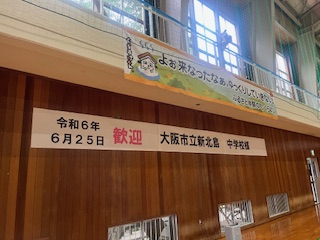 よぉ来なったなぁ ゆっくりしていきないよ
令和６年
６月２５日
歓迎
大阪市立新北島　中学校様